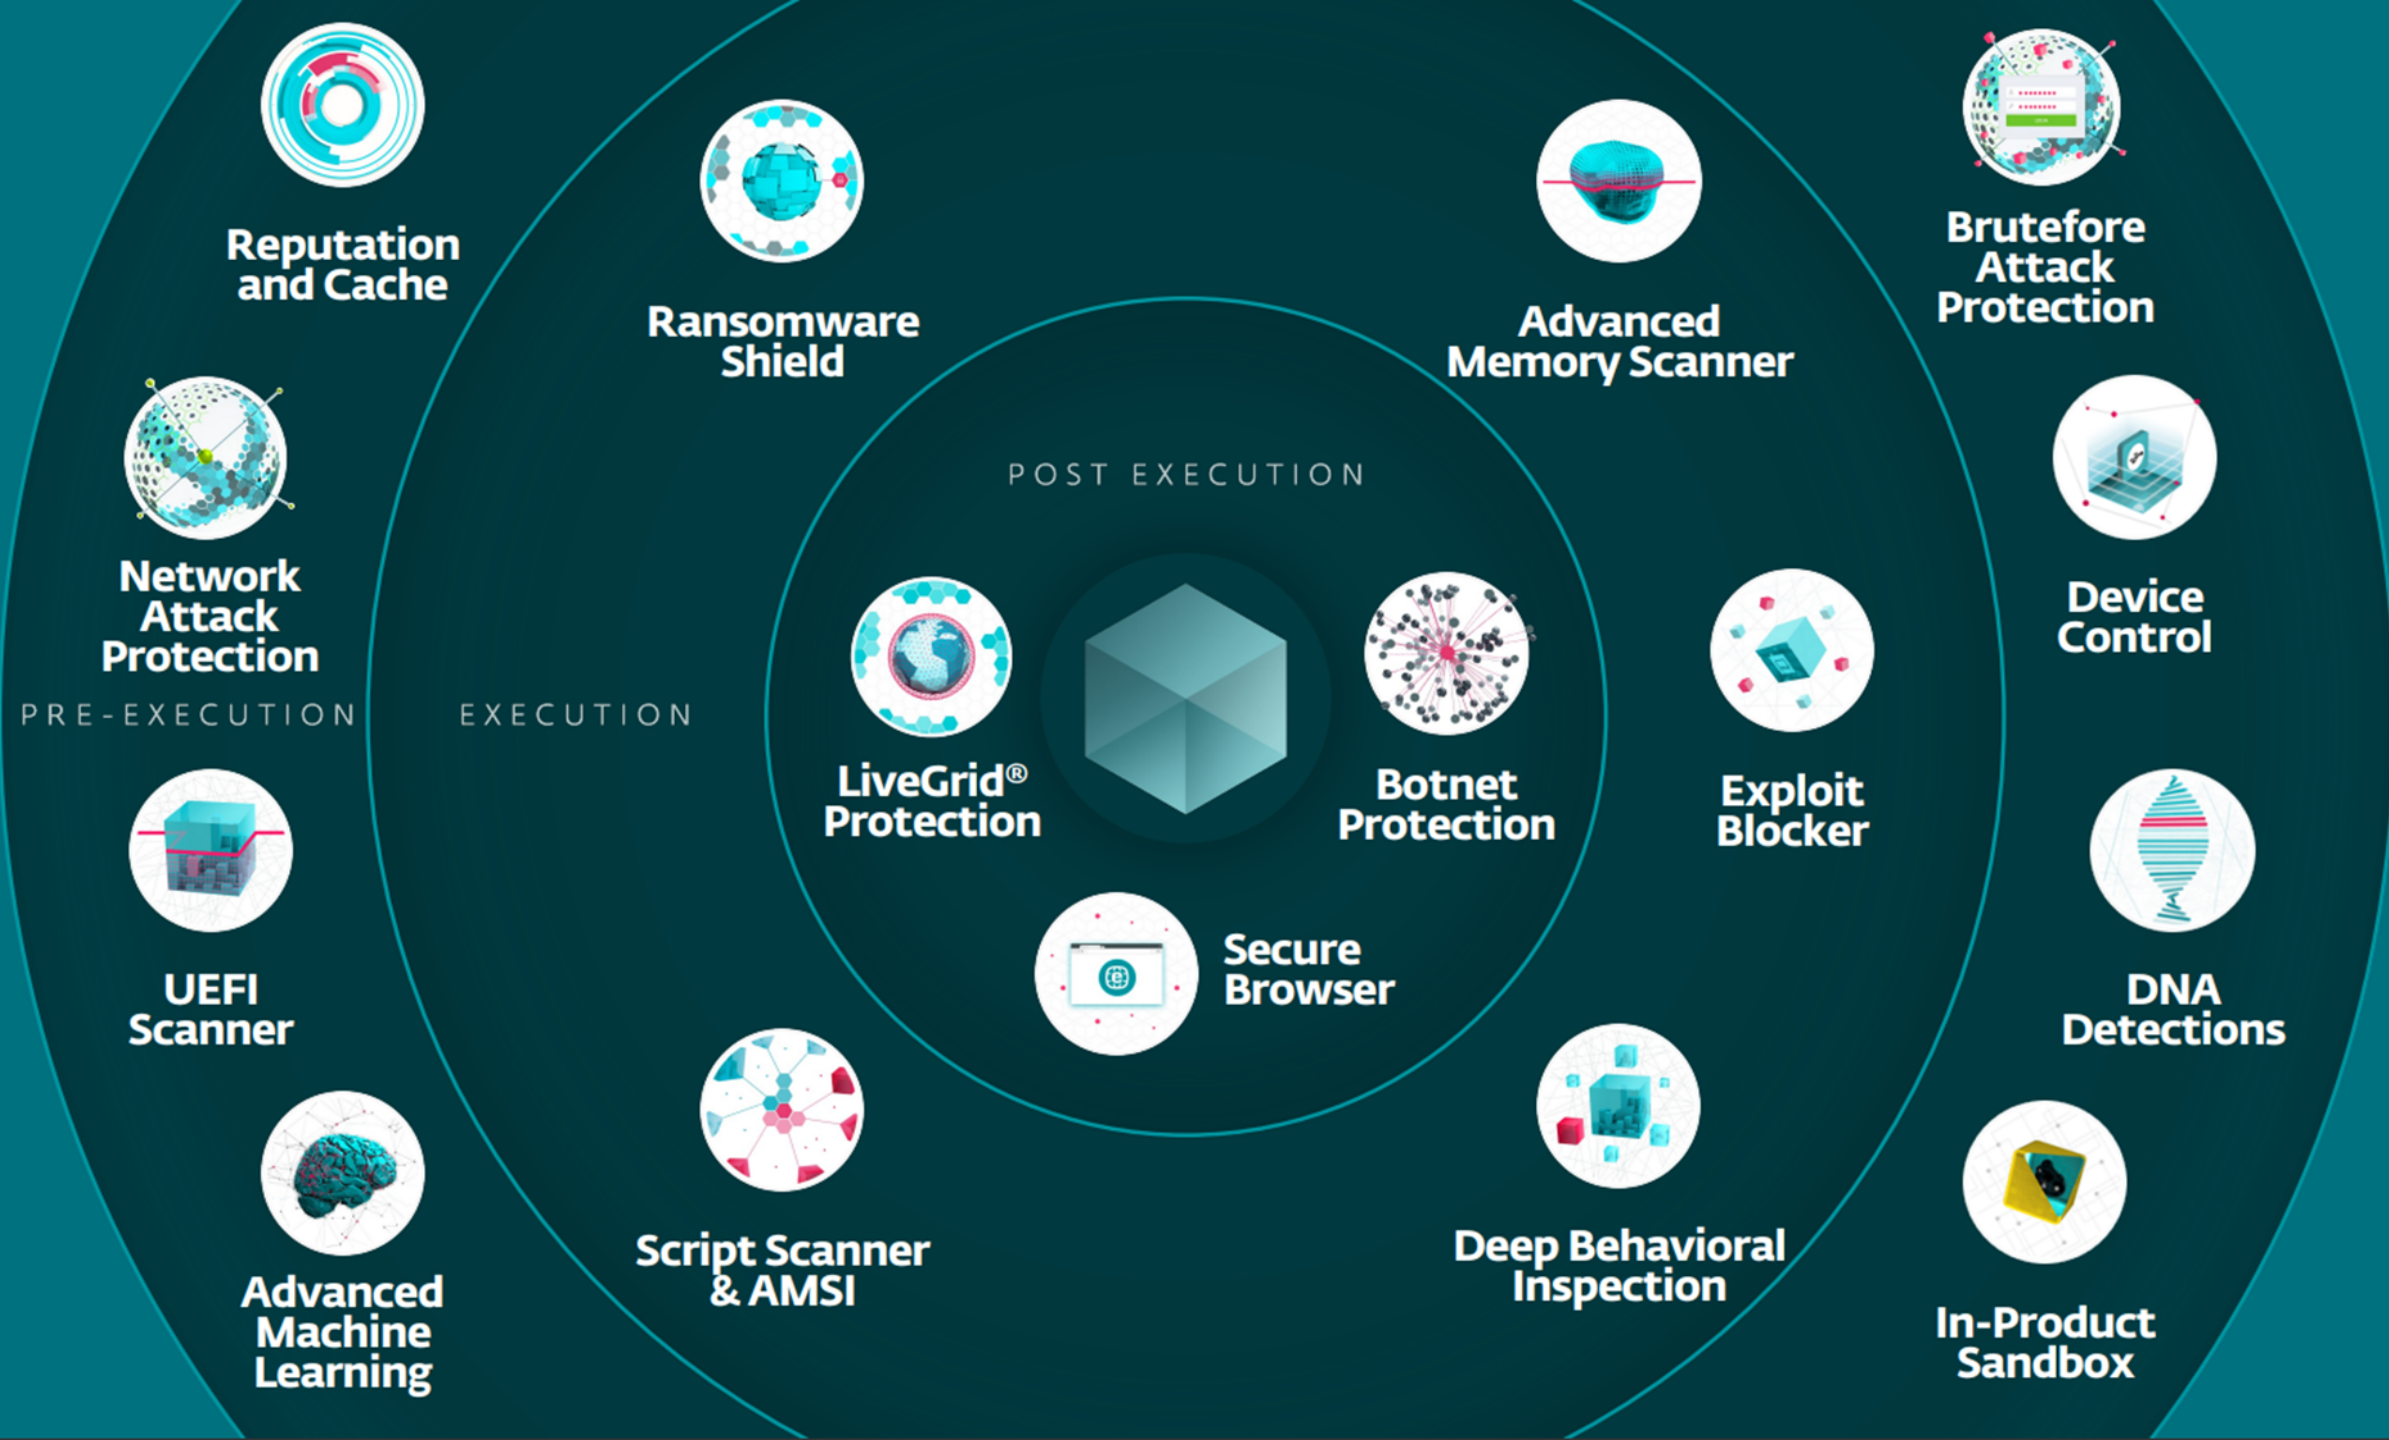 Reputation
and Cache
Ransomware
Shield
Advanced
Memory Scanner
Brutefore
Attack
Protection
POST EXECUTION
Network
Attack
Protection
Device
Control
PRE-EXECUTION
EXECUTION
LiveGrid®
Protection
Botnet
Protection
Exploit
Blocker
Secure
Browser
UEFI
Scanner
DNA
Detections
Script Scanner
& AMSI
Deep Behavioral
Inspection
Advanced
Machine
Learning
In-Product
Sandbox